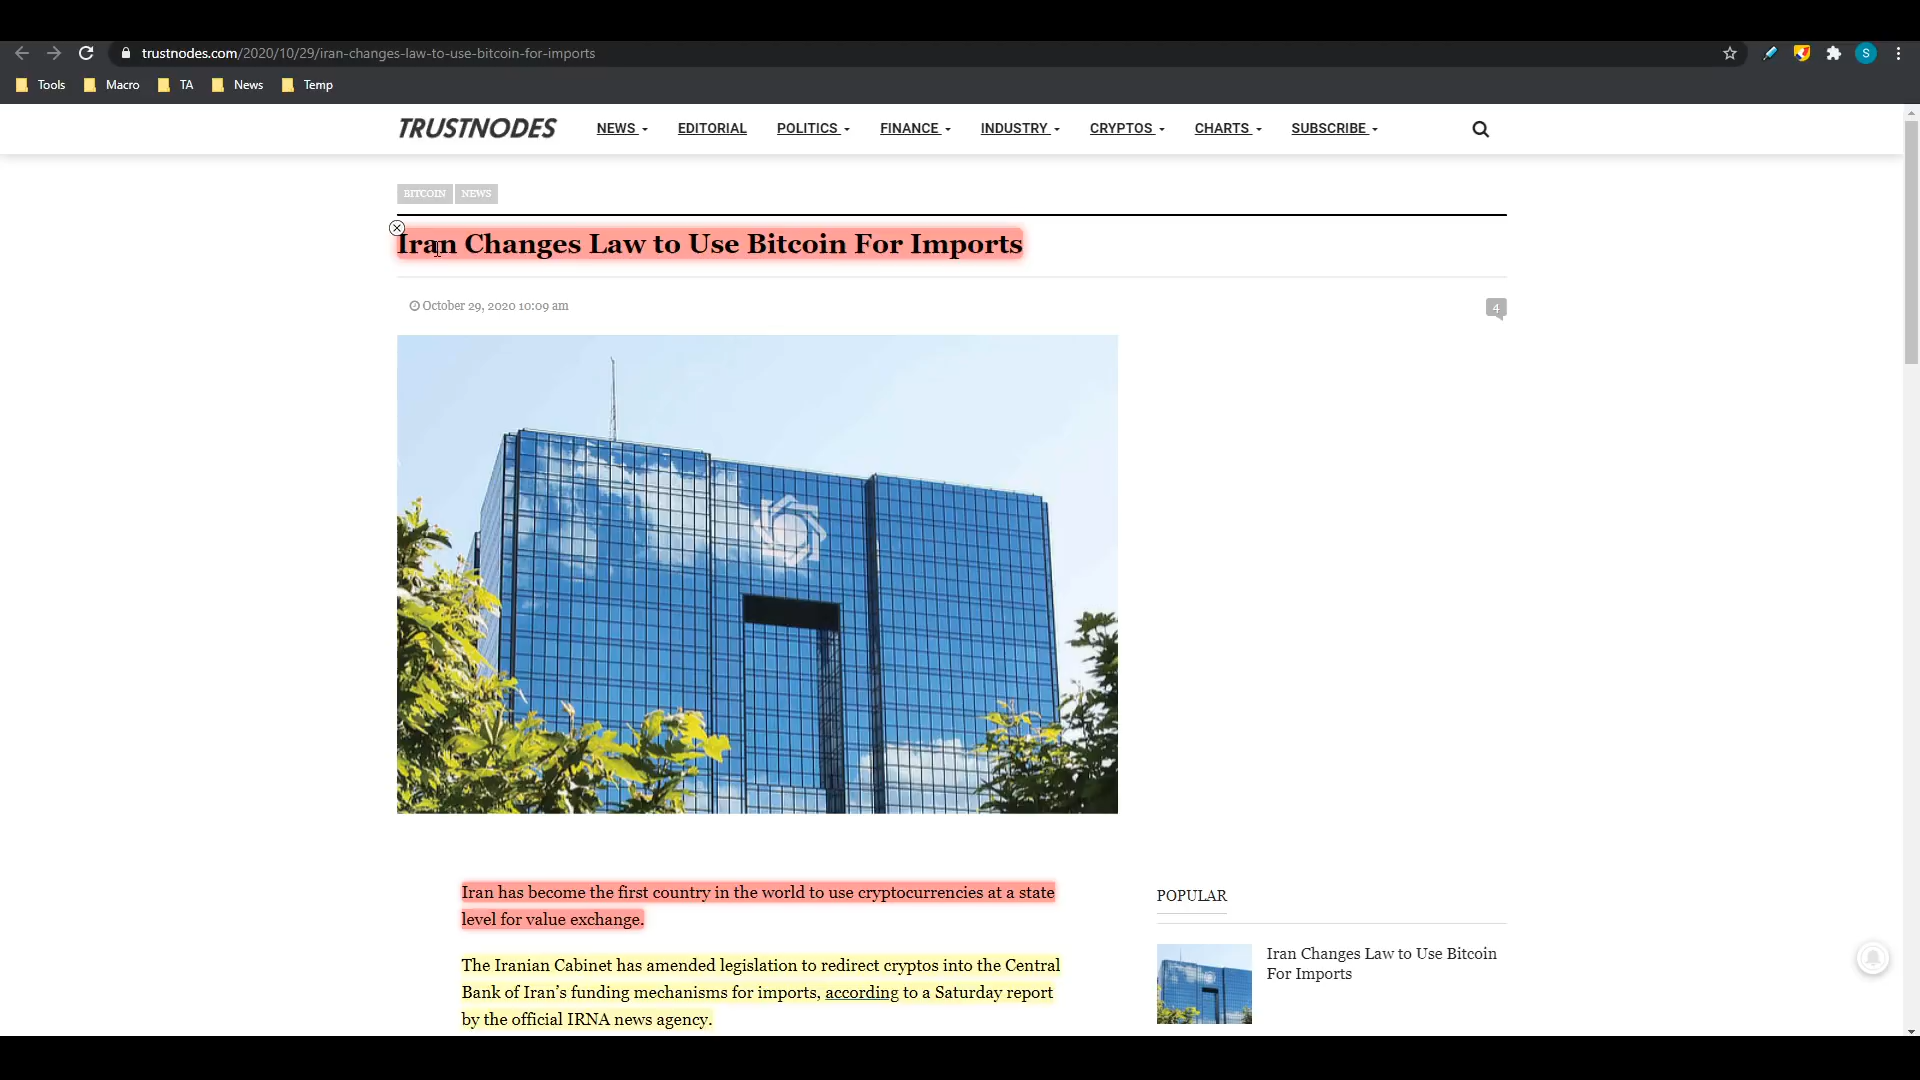 trustnodes.com/2020/10/29/iran-changes-law-to-use-bitcoin-for-imports
S
Tools Macro TA News Temp
TRUSTNODES NEWS EDITORIAL POLITICS FINANCE INDUSTRY CRYPTOS CHARTS SUBSCRIBE
BITCOIN NEWS
Iran Changes Law to Use Bitcoin For Imports
October 29, 2020 10:09 am
4
Iran has become the first country in the world to use cryptocurrencies at a state
level for value exchange.
The Iranian Cabinet has amended legislation to redirect cryptos into the Central
Bank of Iran’s funding mechanisms for imports, according to a Saturday report
by the official IRNA news agency.
POPULAR
Iran Changes Law to Use Bitcoin
For Imports